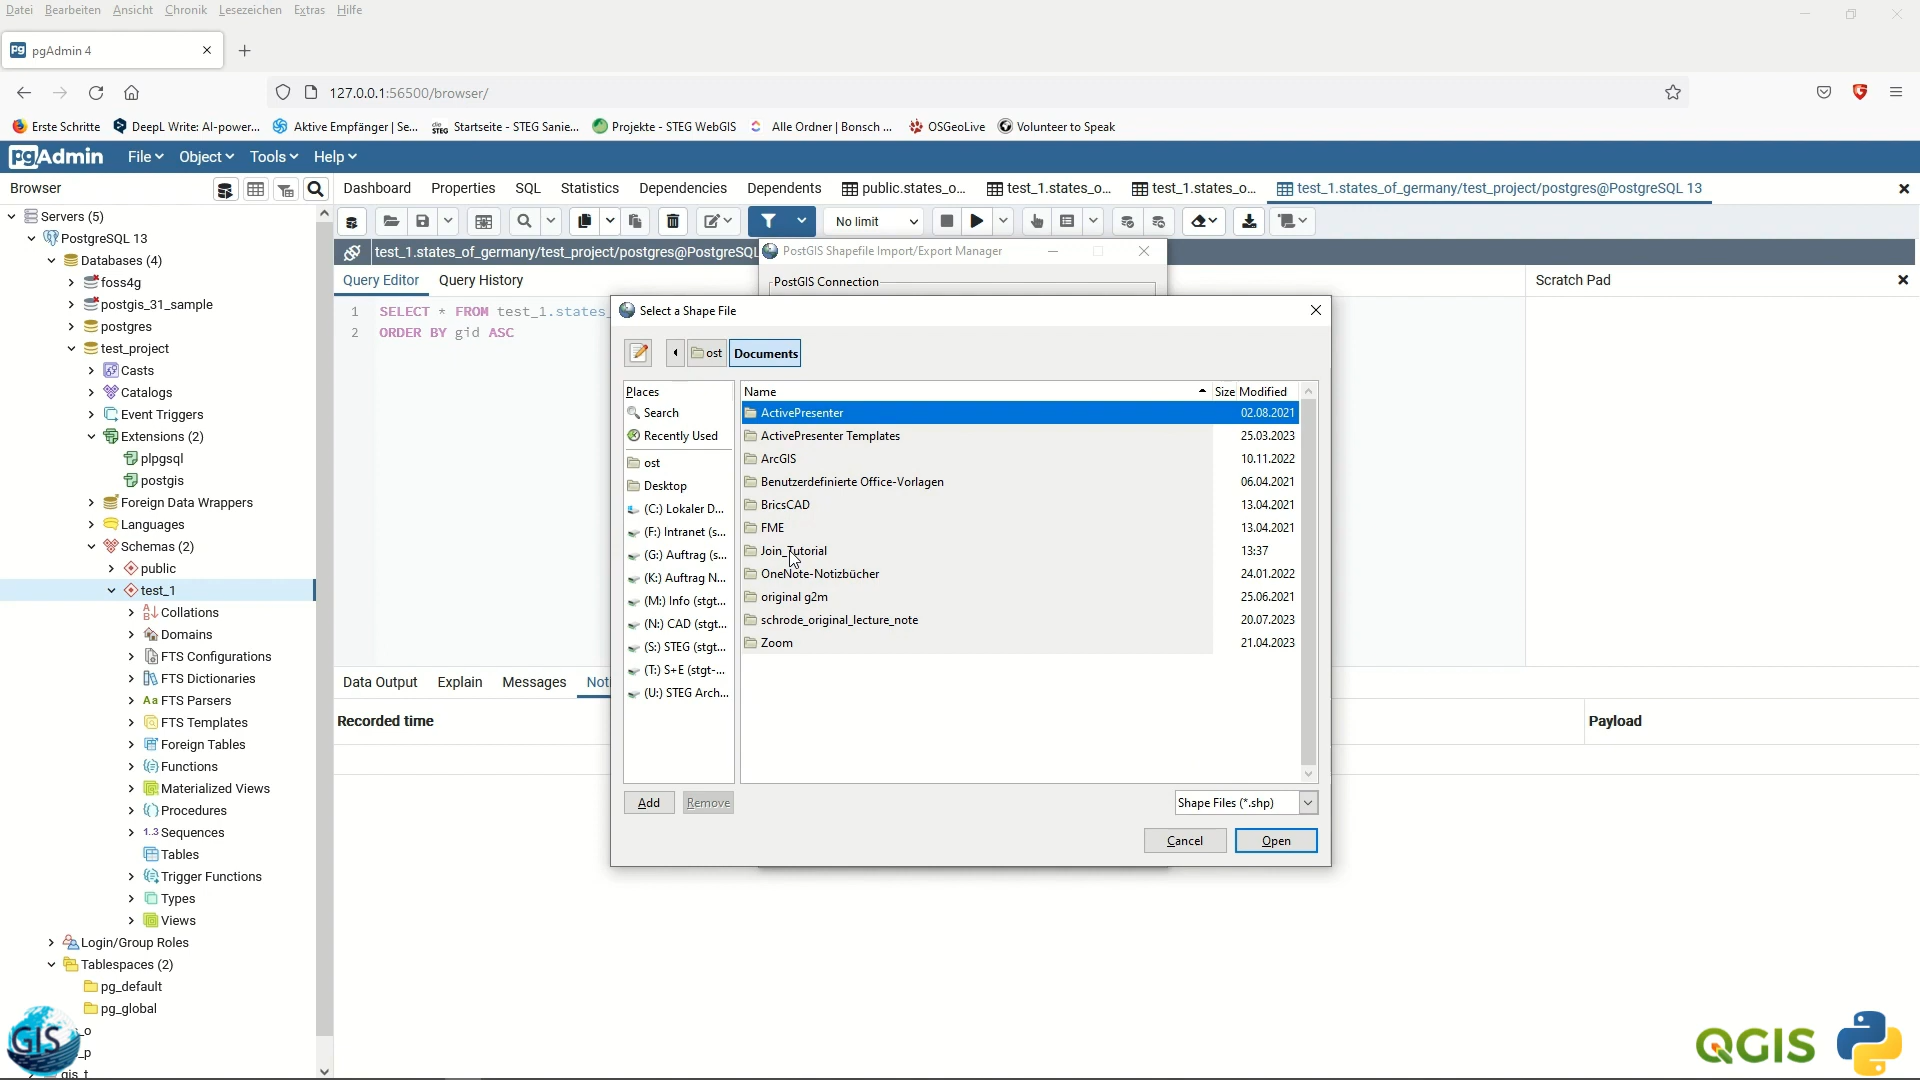 Datei Bearbeiten Ansicht Chronik Lesezeichen Extras Hilfe
pgAdmin 4
127.0.0.1:56500/browser/
Erste Schritte DeepL Write: AI-power... Aktive Empfänger | Se... die STEG Startseite - STEG Sanie... Projekte - STEG WebGIS Alle Ordner | Bonsch ... OSGeoLive Volunteer to Speak
pgAdmin File Object Tools Help
Browser
Dashboard Properties SQL Statistics Dependencies Dependents public.states_o... test_1.states_o... test_1.states_o... test_1.states_of_germany/test_project/postgres@PostgreSQL 13
No limit
test_1.states_of_germany/test_project/postgres@PostgreSQL
Query Editor Query History
Scratch Pad
1 SELECT * FROM test_1.states_
2 ORDER BY gid ASC
Servers (5)
PostgreSQL 13
Databases (4)
foss4g
postgis_31_sample
postgres
test_project
Casts
Catalogs
Event Triggers
Extensions (2)
plpgsql
postgis
Foreign Data Wrappers
Languages
Schemas (2)
public
test_1
Collations
Domains
FTS Configurations
FTS Dictionaries
Aa FTS Parsers
FTS Templates
Foreign Tables
Functions
Materialized Views
Procedures
1..3 Sequences
Tables
Trigger Functions
Types
Views
Login/Group Roles
Tablespaces (2)
pg_default
pg_global
_o
_p
gis_t
PostGIS Shapefile Import/Export Manager
PostGIS Connection
Select a Shape File
ost Documents
Places
Search
Recently Used
ost
Desktop
(C:) Lokaler D...
(F:) Intranet (s...
(G:) Auftrag (s...
(K:) Auftrag N...
(M:) Info (stgt...
(N:) CAD (stgt...
(S:) STEG (stgt...
(T:) S+E (stgt-...
(U:) STEG Arch...
Name Size Modified
ActivePresenter 02.08.2021
ActivePresenter Templates 25.03.2023
ArcGIS 10.11.2022
Benutzerdefinierte Office-Vorlagen 06.04.2021
BricsCAD 13.04.2021
FME 13.04.2021
Join_Tutorial 13:37
OneNote-Notizbücher 24.01.2022
original g2m 25.06.2021
schrode_original_lecture_note 20.07.2023
Zoom 21.04.2023
Add Remove
Shape Files (*.shp)
Cancel Open
Data Output Explain Messages Not
Recorded time
Payload
GIS
QGIS